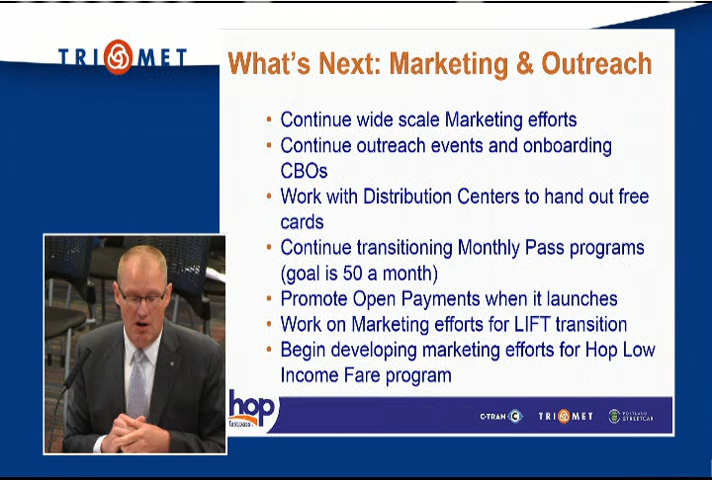 TRIMET
What's Next: Marketing & Outreach
• Continue wide scale Marketing efforts
• Continue outreach events and onboarding
CBOs
• Work with Distribution Centers to hand out free
cards
• Continue transitioning Monthly Pass programs
(goal is 50 a month)
• Promote Open Payments when it launches
• Work on Marketing efforts for LIFT transition
• Begin developing marketing efforts for Hop Low
Income Fare program
hop
fastpass
C-TRAN TRIMET PORTLAND
STREETCAR